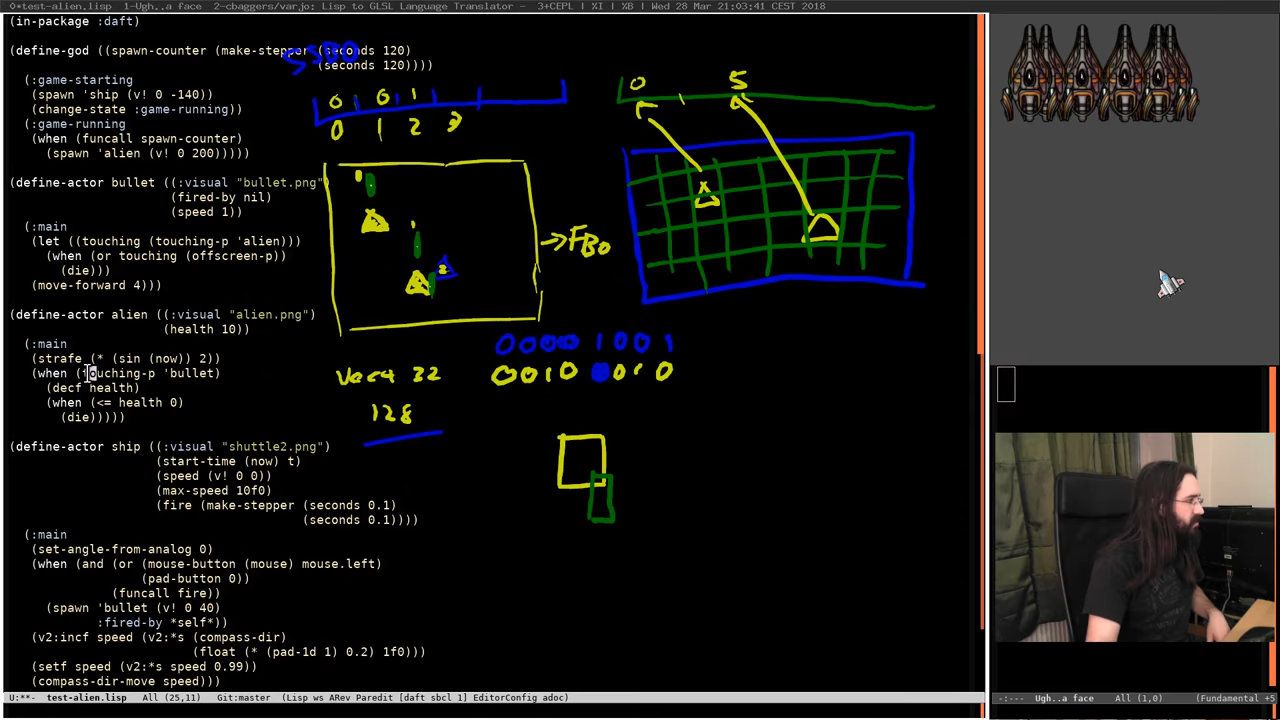 0*test-alien.lisp  1-Ugh..a face  2-cbaggers/varjo: Lisp to GLSL Language Translator -  3+CEPL | %I | %B | Wed 28 Mar 21:03:41 CEST 2018
(in-package :daft)
(define-god ((spawn-counter (make-stepper (seconds 120)
(seconds 120))))
(:game-starting
(spawn 'ship (v! 0 -140))
(change-state :game-running))
(:game-running
(when (funcall spawn-counter)
(spawn 'alien (v! 0 200)))))
(define-actor bullet ((:visual "bullet.png")
(fired-by nil)
(speed 1))
(:main
(let ((touching (touching-p 'alien)))
(when (or touching (offscreen-p))
(die)))
(move-forward 4)))
(define-actor alien ((:visual "alien.png")
(health 10))
(:main
(strafe (* (sin (now)) 2))
(when (touching-p 'bullet)
(decf health)
(when (<= health 0)
(die)))))
(define-actor ship ((:visual "shuttle2.png")
(start-time (now) t)
(speed (v! 0 0))
(max-speed 10f0)
(fire (make-stepper (seconds 0.1)
(seconds 0.1))))
(:main
(set-angle-from-analog 0)
(when (and (or (mouse-button (mouse) mouse.left)
(pad-button 0))
(funcall fire))
(spawn 'bullet (v! 0 40)
:fired-by *self*))
(v2:incf speed (v2:*s (compass-dir)
(float (* (pad-1d 1) 0.2) 1f0)))
(setf speed (v2:*s speed 0.99))
(compass-dir-move speed)))
SSBO
0 0 1
0 1 2 3
0 5
2
→FBO
00001001
0010 010
Vec4 32
128
U:**-  test-alien.lisp  All (25,11)  Git:master  (Lisp ws ARev Paredit [daft sbcl 1] EditorConfig adoc)
-:---  Ugh..a face  All (1,0)  (Fundamental +5